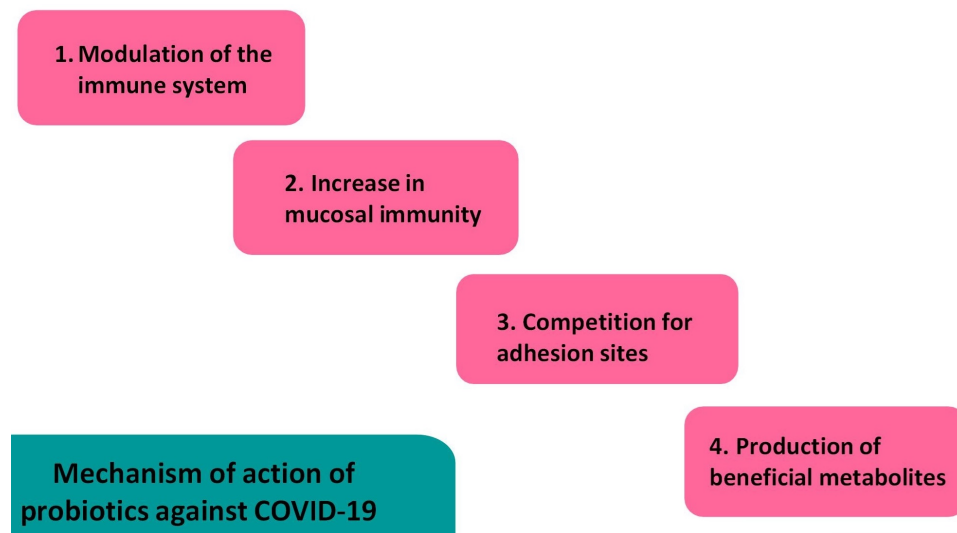 1. Modulation of the
immune system
2. Increase in
mucosal immunity
3. Competition for
adhesion sites
4. Production of
beneficial metabolites
Mechanism of action of
probiotics against COVID-19